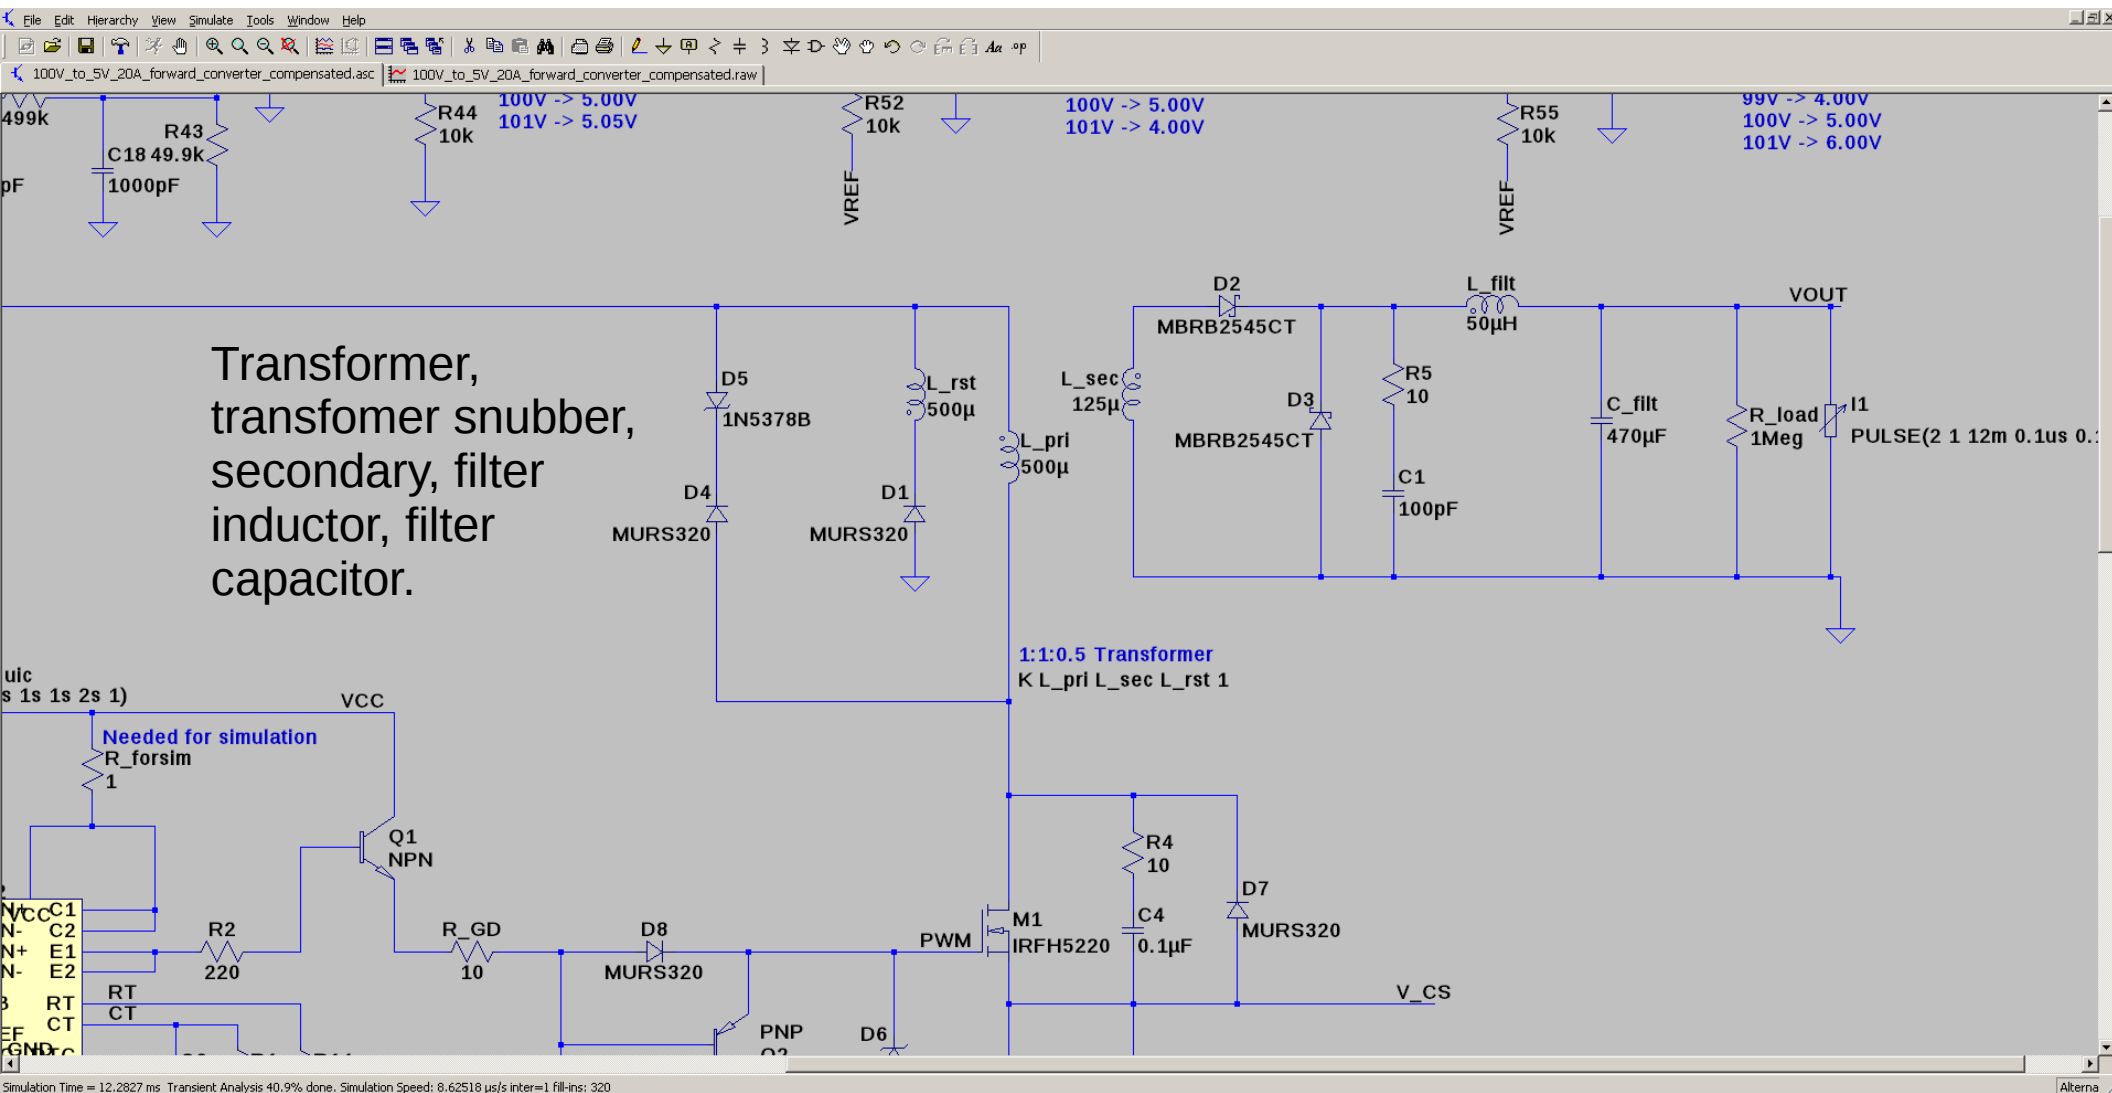 File Edit Hierarchy View Simulate Tools Window Help
Aa .op
100V_to_5V_20A_forward_converter_compensated.asc 100V_to_5V_20A_forward_converter_compensated.raw
499k
R43
C18 49.9k
pF
1000pF
R44
10k
100V -> 5.00V
101V -> 5.05V
R52
10k
VREF
100V -> 5.00V
101V -> 4.00V
R55
10k
VREF
99V -> 4.00V
100V -> 5.00V
101V -> 6.00V
Transformer,
transfomer snubber,
secondary, filter
inductor, filter
capacitor.
D5
1N5378B
D4
MURS320
L_rst
500µ
D1
MURS320
L_pri
500µ
L_sec
125µ
D2
MBRB2545CT
D3
MBRB2545CT
R5
10
C1
100pF
L_filt
50µH
C_filt
470µF
R_load
1Meg
VOUT
I1
PULSE(2 1 12m 0.1us 0.
1:1:0.5 Transformer
K L_pri L_sec L_rst 1
uic
s 1s 1s 2s 1)
VCC
Needed for simulation
R_forsim
1
Q1
NPN
VCC
N+ C1
N- C2
N+ E1
N- E2
RT
CT
EF
GND
RT
CT
R2
220
R_GD
10
D8
MURS320
PNP
Q2
D6
PWM
M1
IRFH5220
R4
10
C4
0.1µF
D7
MURS320
V_CS
Simulation Time = 12.2827 ms Transient Analysis 40.9% done. Simulation Speed: 8.62518 µs/s inter=1 fill-ins: 320
Alterna